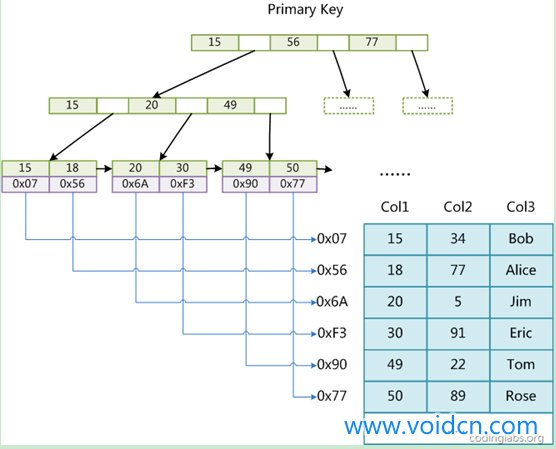 Primary Key
15 56 77
15 20 49 ...... ......
15 18 20 30 49 50
0x07 0x56 0x6A 0xF3 0x90 0x77
......
Col1 Col2 Col3
0x07 15 34 Bob
0x56 18 77 Alice
0x6A 20 5 Jim
0xF3 30 91 Eric
0x90 49 22 Tom
0x77 50 89 Rose
www.voidcn.com
codinglabs.org